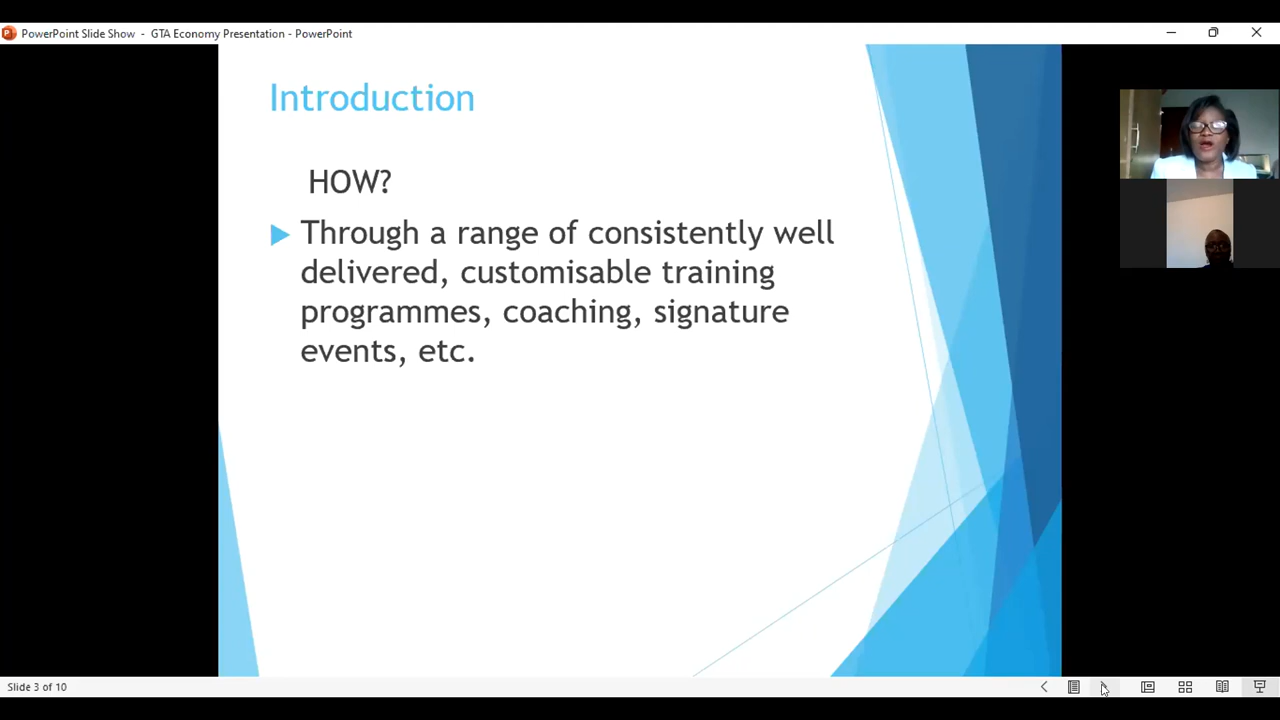 PowerPoint Slide Show - GTA Economy Presentation - PowerPoint
Introduction
HOW?
Through a range of consistently well
delivered, customisable training
programmes, coaching, signature
events, etc.
Slide 3 of 10